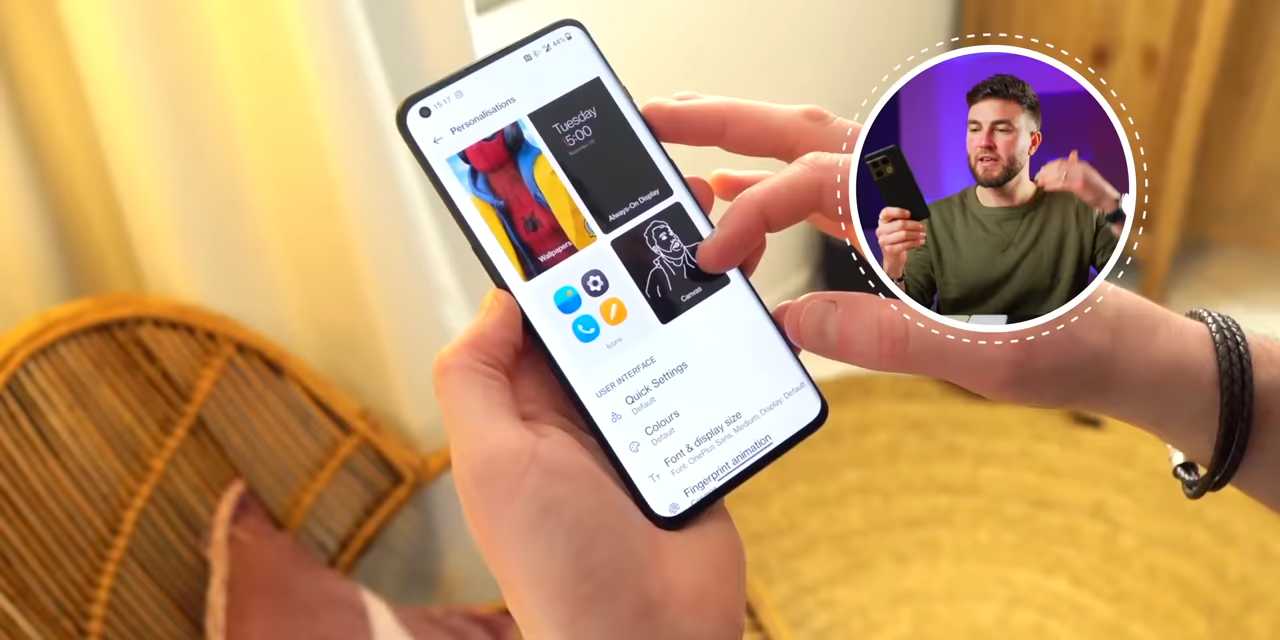 15:17
44%
Personalisations
Wallpapers
Tuesday
15:00
Always-On Display
Icons
Canvas
USER INTERFACE
Quick Settings
Default
Colours
Default
Font & display size
Font: OnePlus Sans, Medium, Display: Default
Fingerprint animation